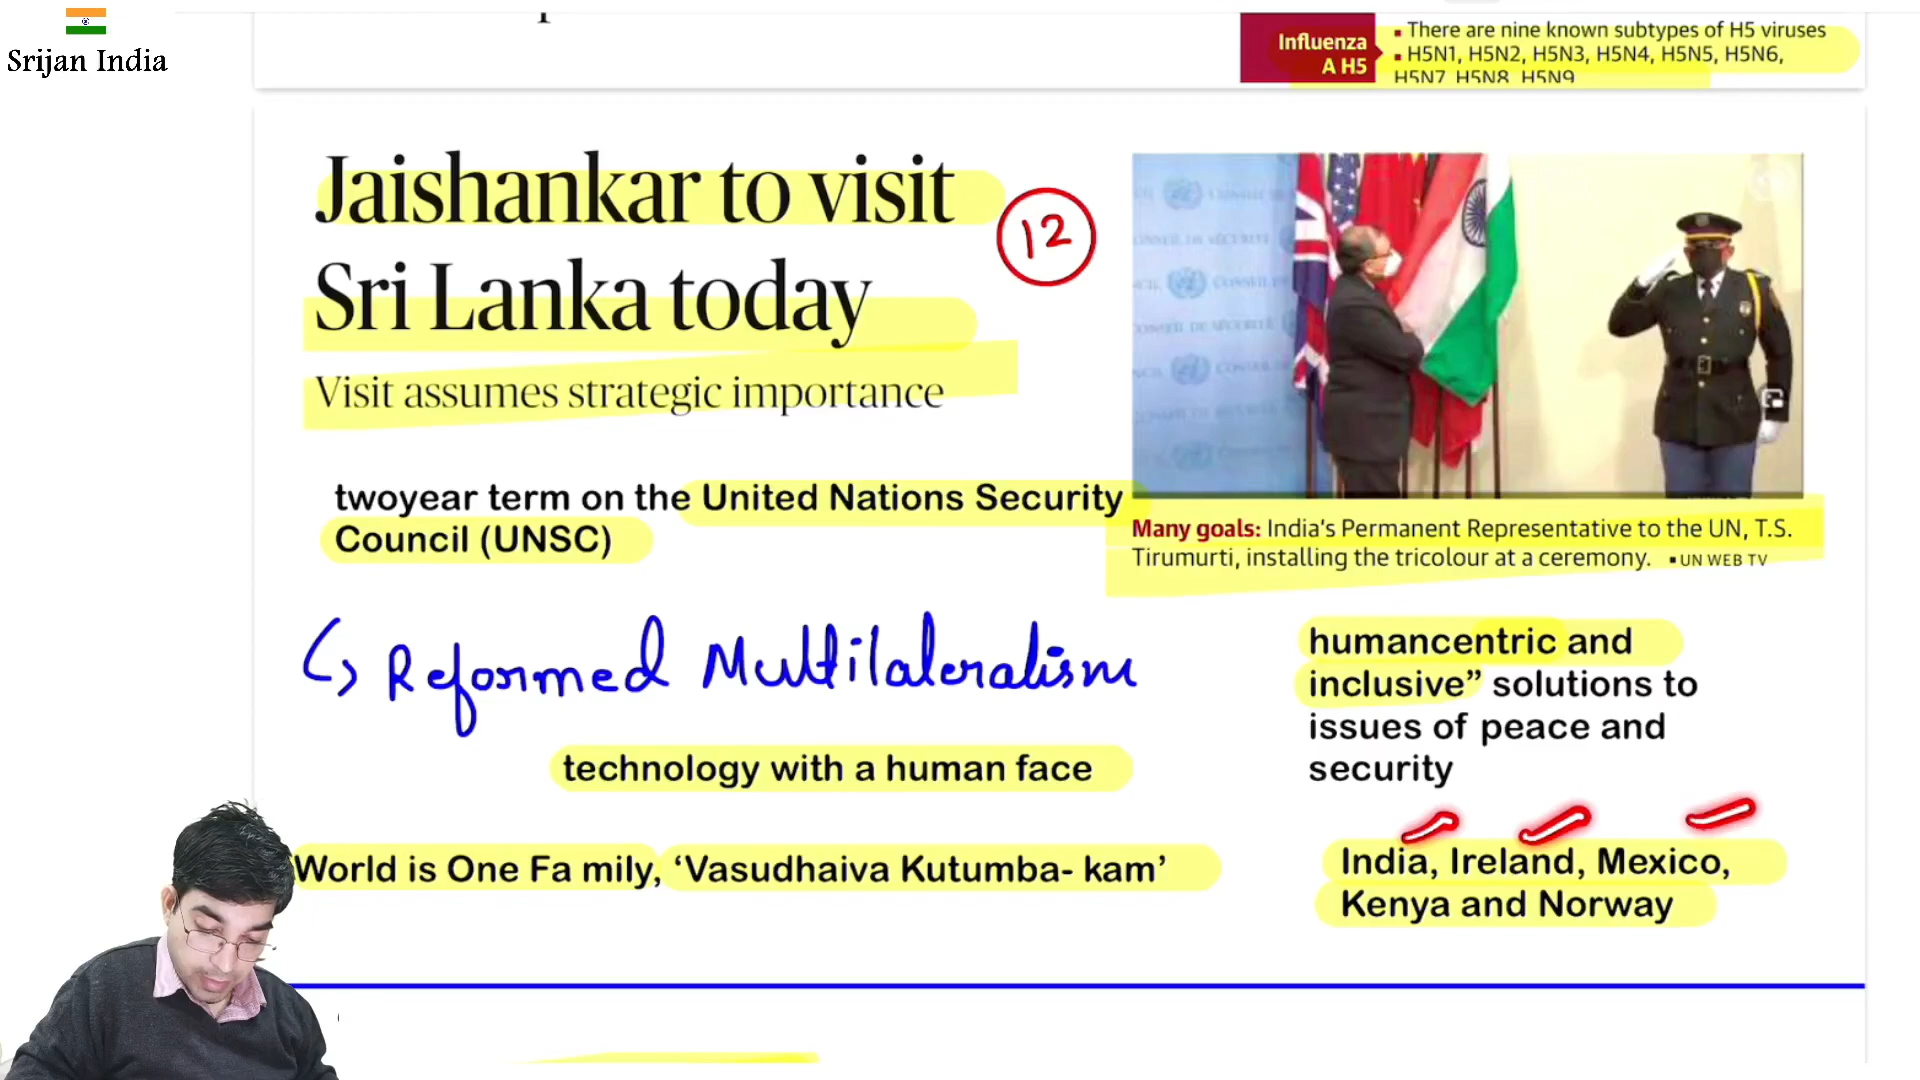 Srijan India
Influenza
A H5
▪ There are nine known subtypes of H5 viruses
▪ H5N1, H5N2, H5N3, H5N4, H5N5, H5N6,
H5N7, H5N8, H5N9
Jaishankar to visit
Sri Lanka today
12
Visit assumes strategic importance
twoyear term on the United Nations Security
Council (UNSC)
Many goals: India's Permanent Representative to the UN, T.S.
Tirumurti, installing the tricolour at a ceremony. ▪ UN WEB TV
Reformed Multilateralism
humancentric and
inclusive” solutions to
issues of peace and
security
technology with a human face
World is One Fa mily, ‘Vasudhaiva Kutumba- kam’
India, Ireland, Mexico,
Kenya and Norway